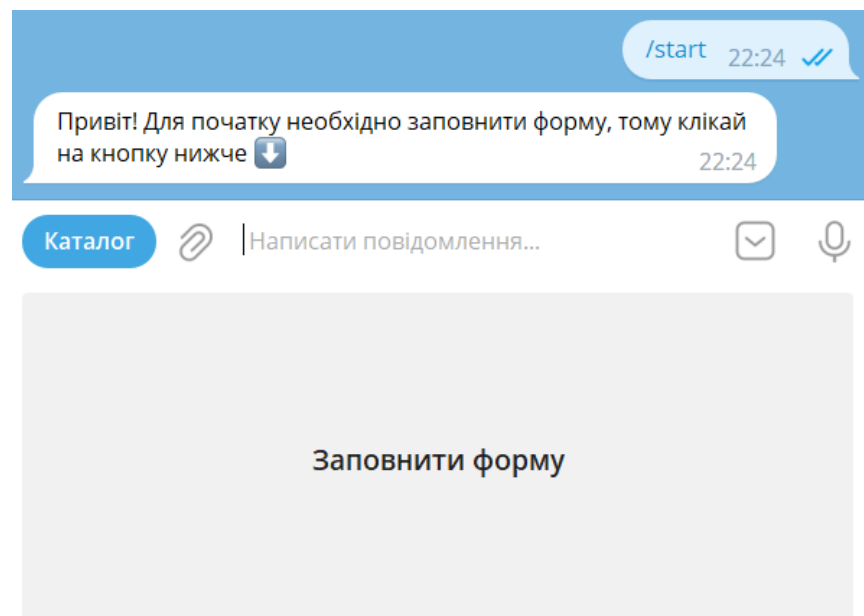 /start 22:24
Привіт! Для початку необхідно заповнити форму, тому клікай
на кнопку нижче ⬇️ 22:24
Каталог Написати повідомлення...
Заповнити форму